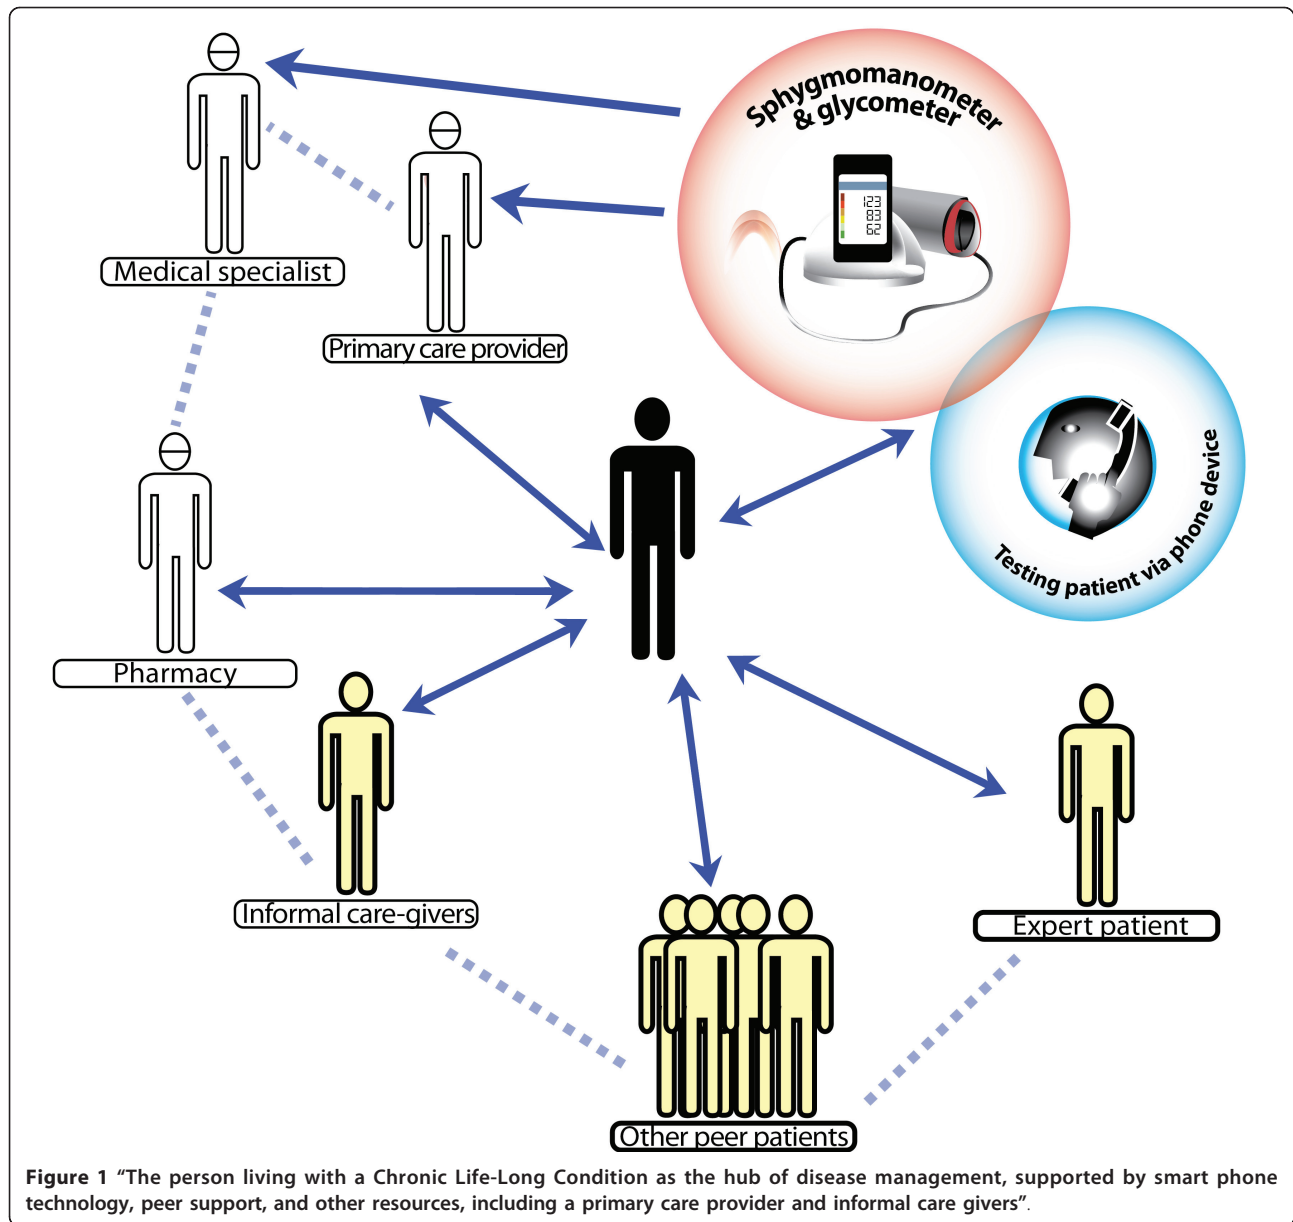 Sphygmomanometer
& glycometer
123
83
62
Medical specialist
Primary care provider
Testing patient via phone device
Pharmacy
Informal care-givers
Expert patient
Other peer patients
Figure 1 “The person living with a Chronic Life-Long Condition as the hub of disease management, supported by smart phone
technology, peer support, and other resources, including a primary care provider and informal care givers”.